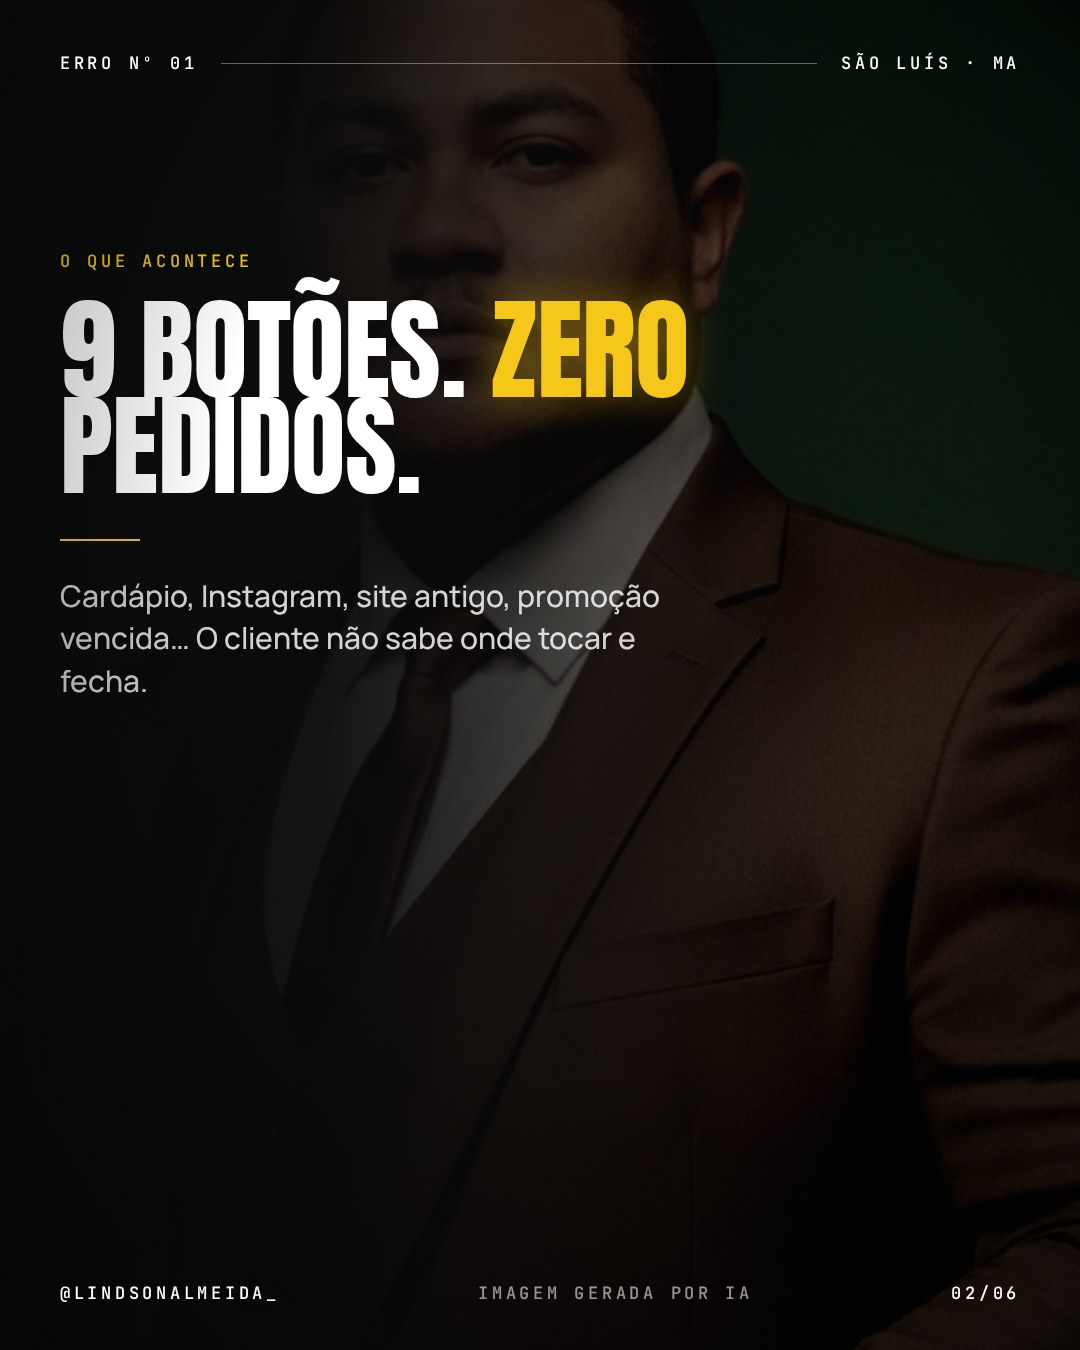 ERRO Nº 01
SÃO LUÍS · MA
O QUE ACONTECE
9 BOTÕES. ZERO
PEDIDOS.
Cardápio, Instagram, site antigo, promoção
vencida... O cliente não sabe onde tocar e
fecha.
@LINDSONALMEIDA_
IMAGEM GERADA POR IA
02/06